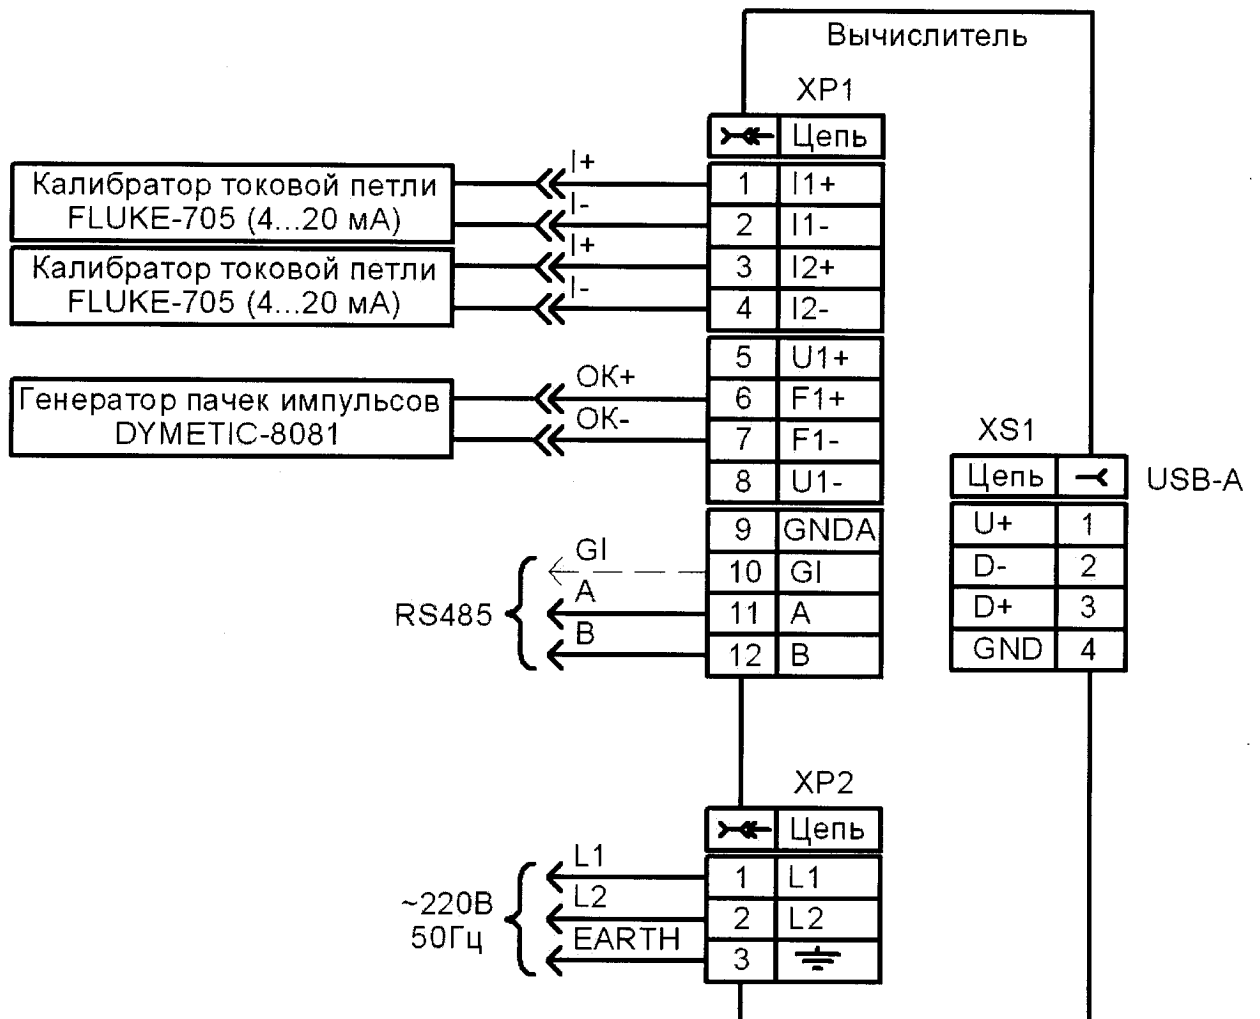 Вычислитель
XP1
Цепь
Калибратор токовой петли
FLUKE-705 (4...20 мА)
I+
I-
1 I1+
2 I1-
Калибратор токовой петли
FLUKE-705 (4...20 мА)
I+
I-
3 I2+
4 I2-
5 U1+
Генератор пачек импульсов
DYMETIC-8081
ОК+
ОК-
6 F1+
7 F1-
8 U1-
9 GNDA
RS485
GI
A
B
10 GI
11 A
12 B
XS1
Цепь
USB-A
U+ 1
D- 2
D+ 3
GND 4
XP2
Цепь
~220В
50Гц
L1
L2
EARTH
1 L1
2 L2
3